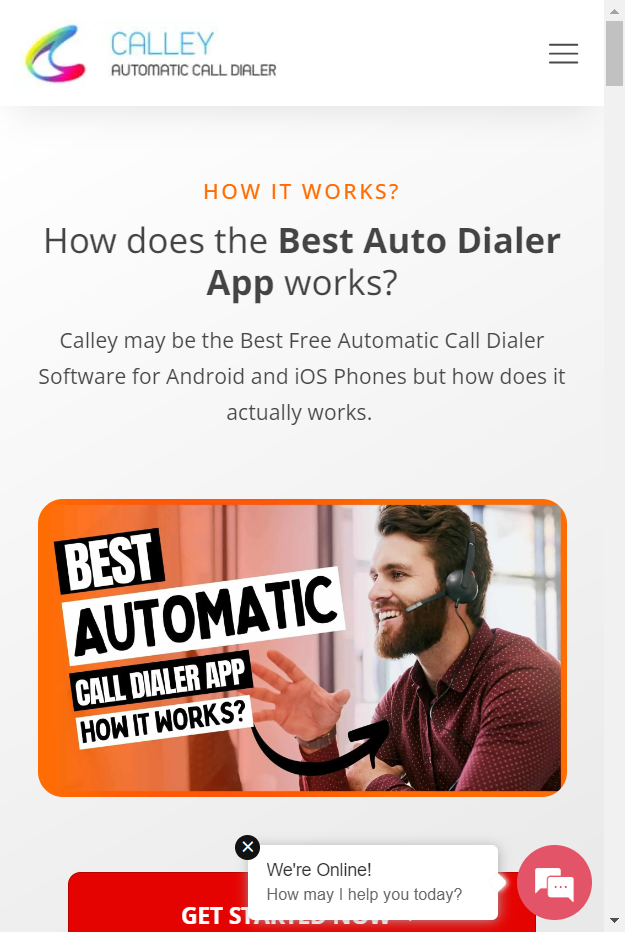 CALLEY
AUTOMATIC CALL DIALER
HOW IT WORKS?
How does the Best Auto Dialer
App works?
Calley may be the Best Free Automatic Call Dialer
Software for Android and iOS Phones but how does it
actually works.
BEST
AUTOMATIC
CALL DIALER APP
HOW IT WORKS?
We're Online!
How may I help you today?
GET STARTED NOW